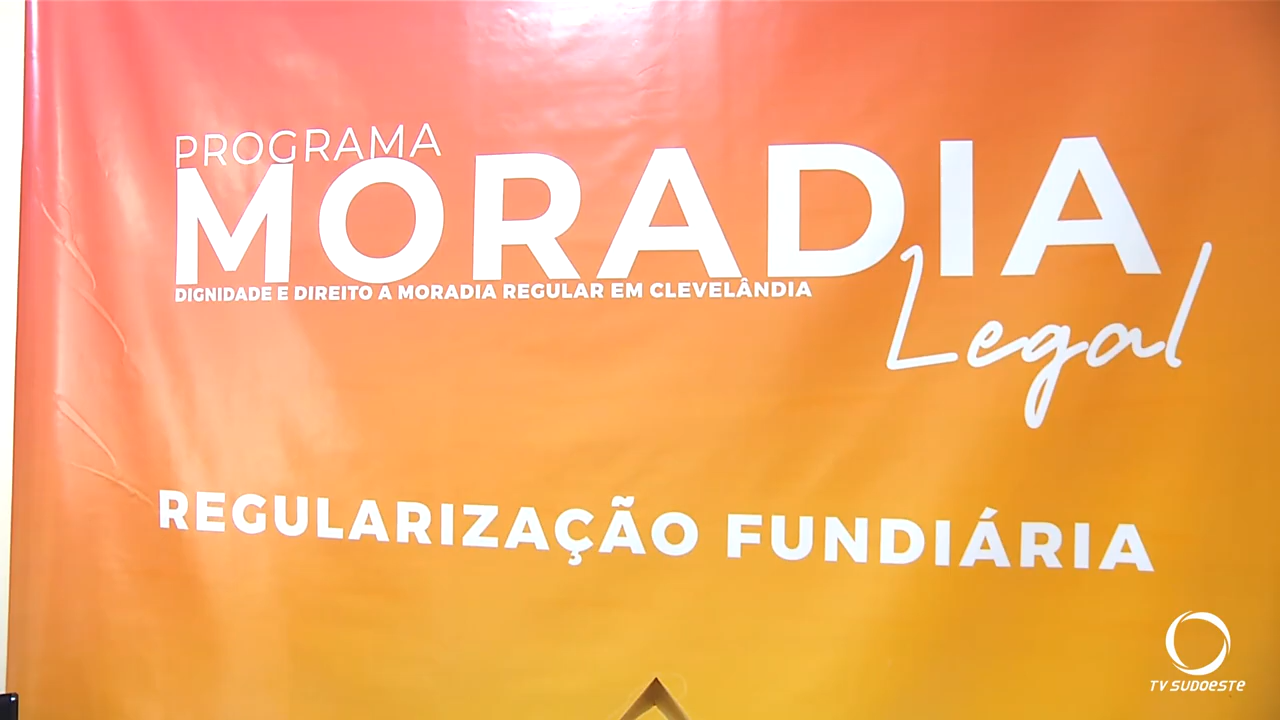 PROGRAMA
MORADIA
DIGNIDADE E DIREITO A MORADIA REGULAR EM CLEVELÂNDIA
Legal
REGULARIZAÇÃO FUNDIÁRIA
TV SUDOESTE